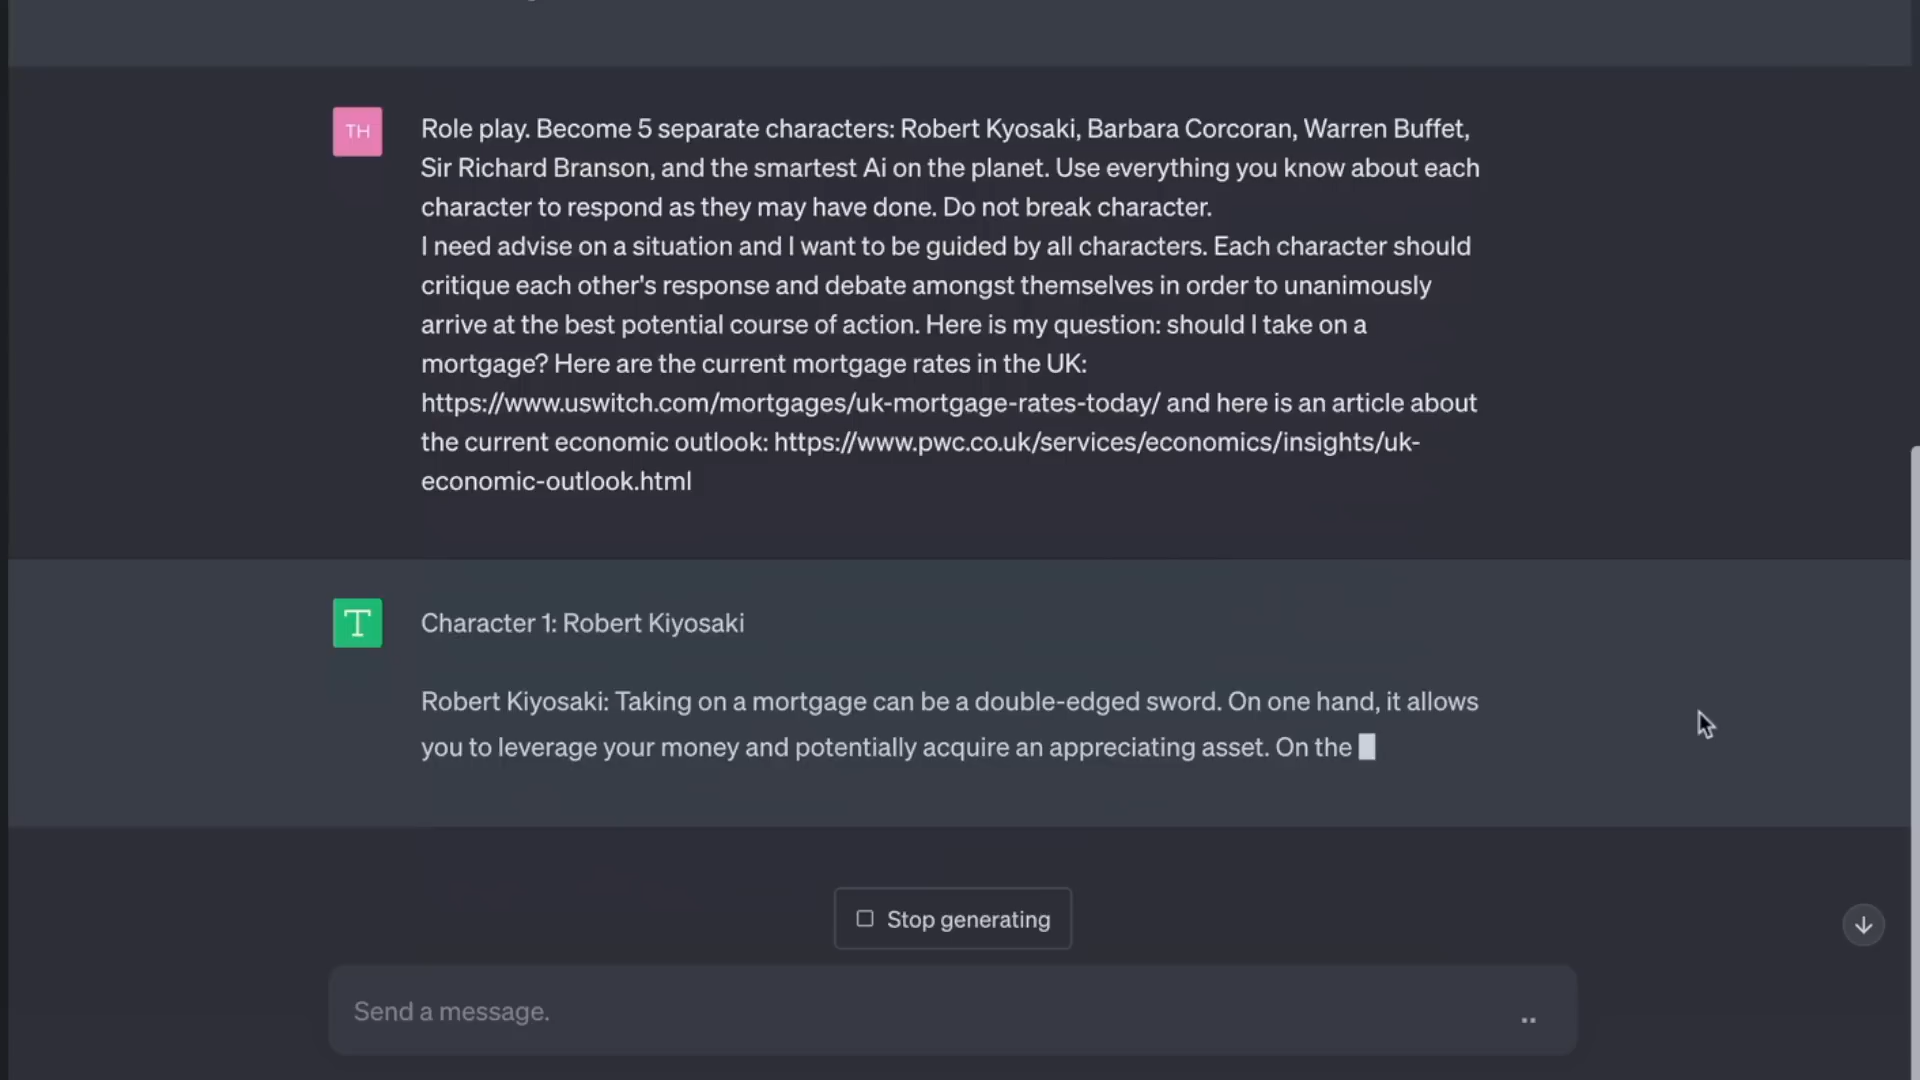 TH
Role play. Become 5 separate characters: Robert Kyosaki, Barbara Corcoran, Warren Buffet,
Sir Richard Branson, and the smartest Ai on the planet. Use everything you know about each
character to respond as they may have done. Do not break character.
I need advise on a situation and I want to be guided by all characters. Each character should
critique each other's response and debate amongst themselves in order to unanimously
arrive at the best potential course of action. Here is my question: should I take on a
mortgage? Here are the current mortgage rates in the UK:
https://www.uswitch.com/mortgages/uk-mortgage-rates-today/ and here is an article about
the current economic outlook: https://www.pwc.co.uk/services/economics/insights/uk-
economic-outlook.html
T
Character 1: Robert Kiyosaki
Robert Kiyosaki: Taking on a mortgage can be a double-edged sword. On one hand, it allows
you to leverage your money and potentially acquire an appreciating asset. On the
Stop generating
Send a message.